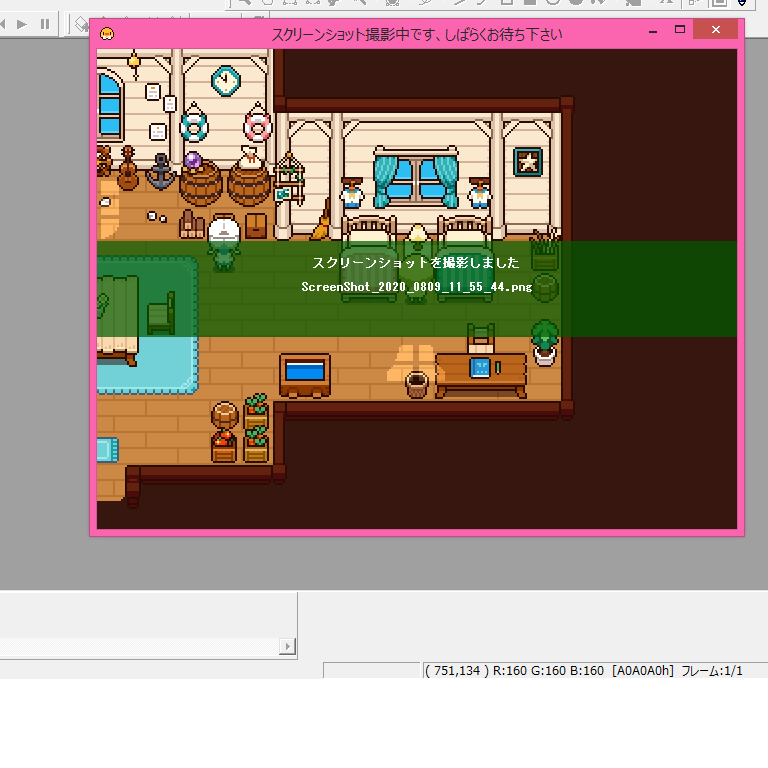 スクリーンショット撮影中です、しばらくお待ち下さい
スクリーンショットを撮影しました
ScreenShot_2020_0809_11_55_44.png
( 751,134 ) R:160 G:160 B:160 [A0A0A0h] フレーム:1/1